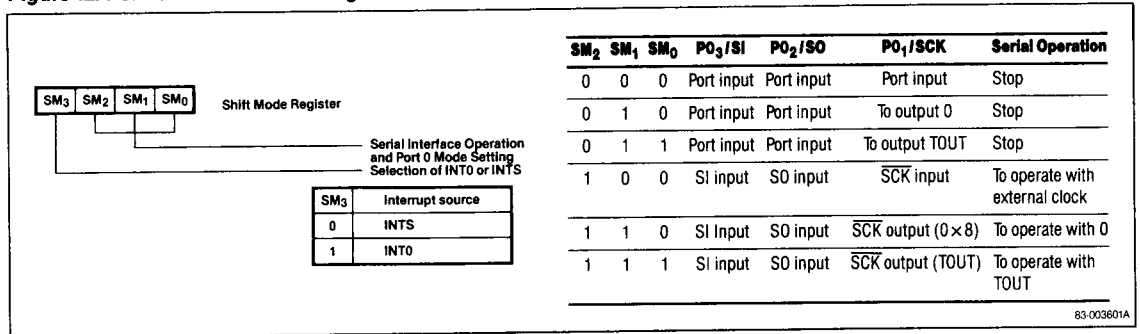 SM3 SM2 SM1 SM0 Shift Mode Register
Serial Interface Operation
and Port 0 Mode Setting
Selection of INT0 or INTS
SM3 Interrupt source
0 INTS
1 INT0
SM2 SM1 SM0 PO3/SI PO2/SO PO1/SCK Serial Operation
0 0 0 Port input Port input Port input Stop
0 1 0 Port input Port input To output 0 Stop
0 1 1 Port input Port input To output TOUT Stop
1 0 0 SI input SO input SCK input To operate with
external clock
1 1 0 SI Input SO input SCK output (0 × 8) To operate with 0
1 1 1 SI input SO input SCK output (TOUT) To operate with
TOUT
83-003601A